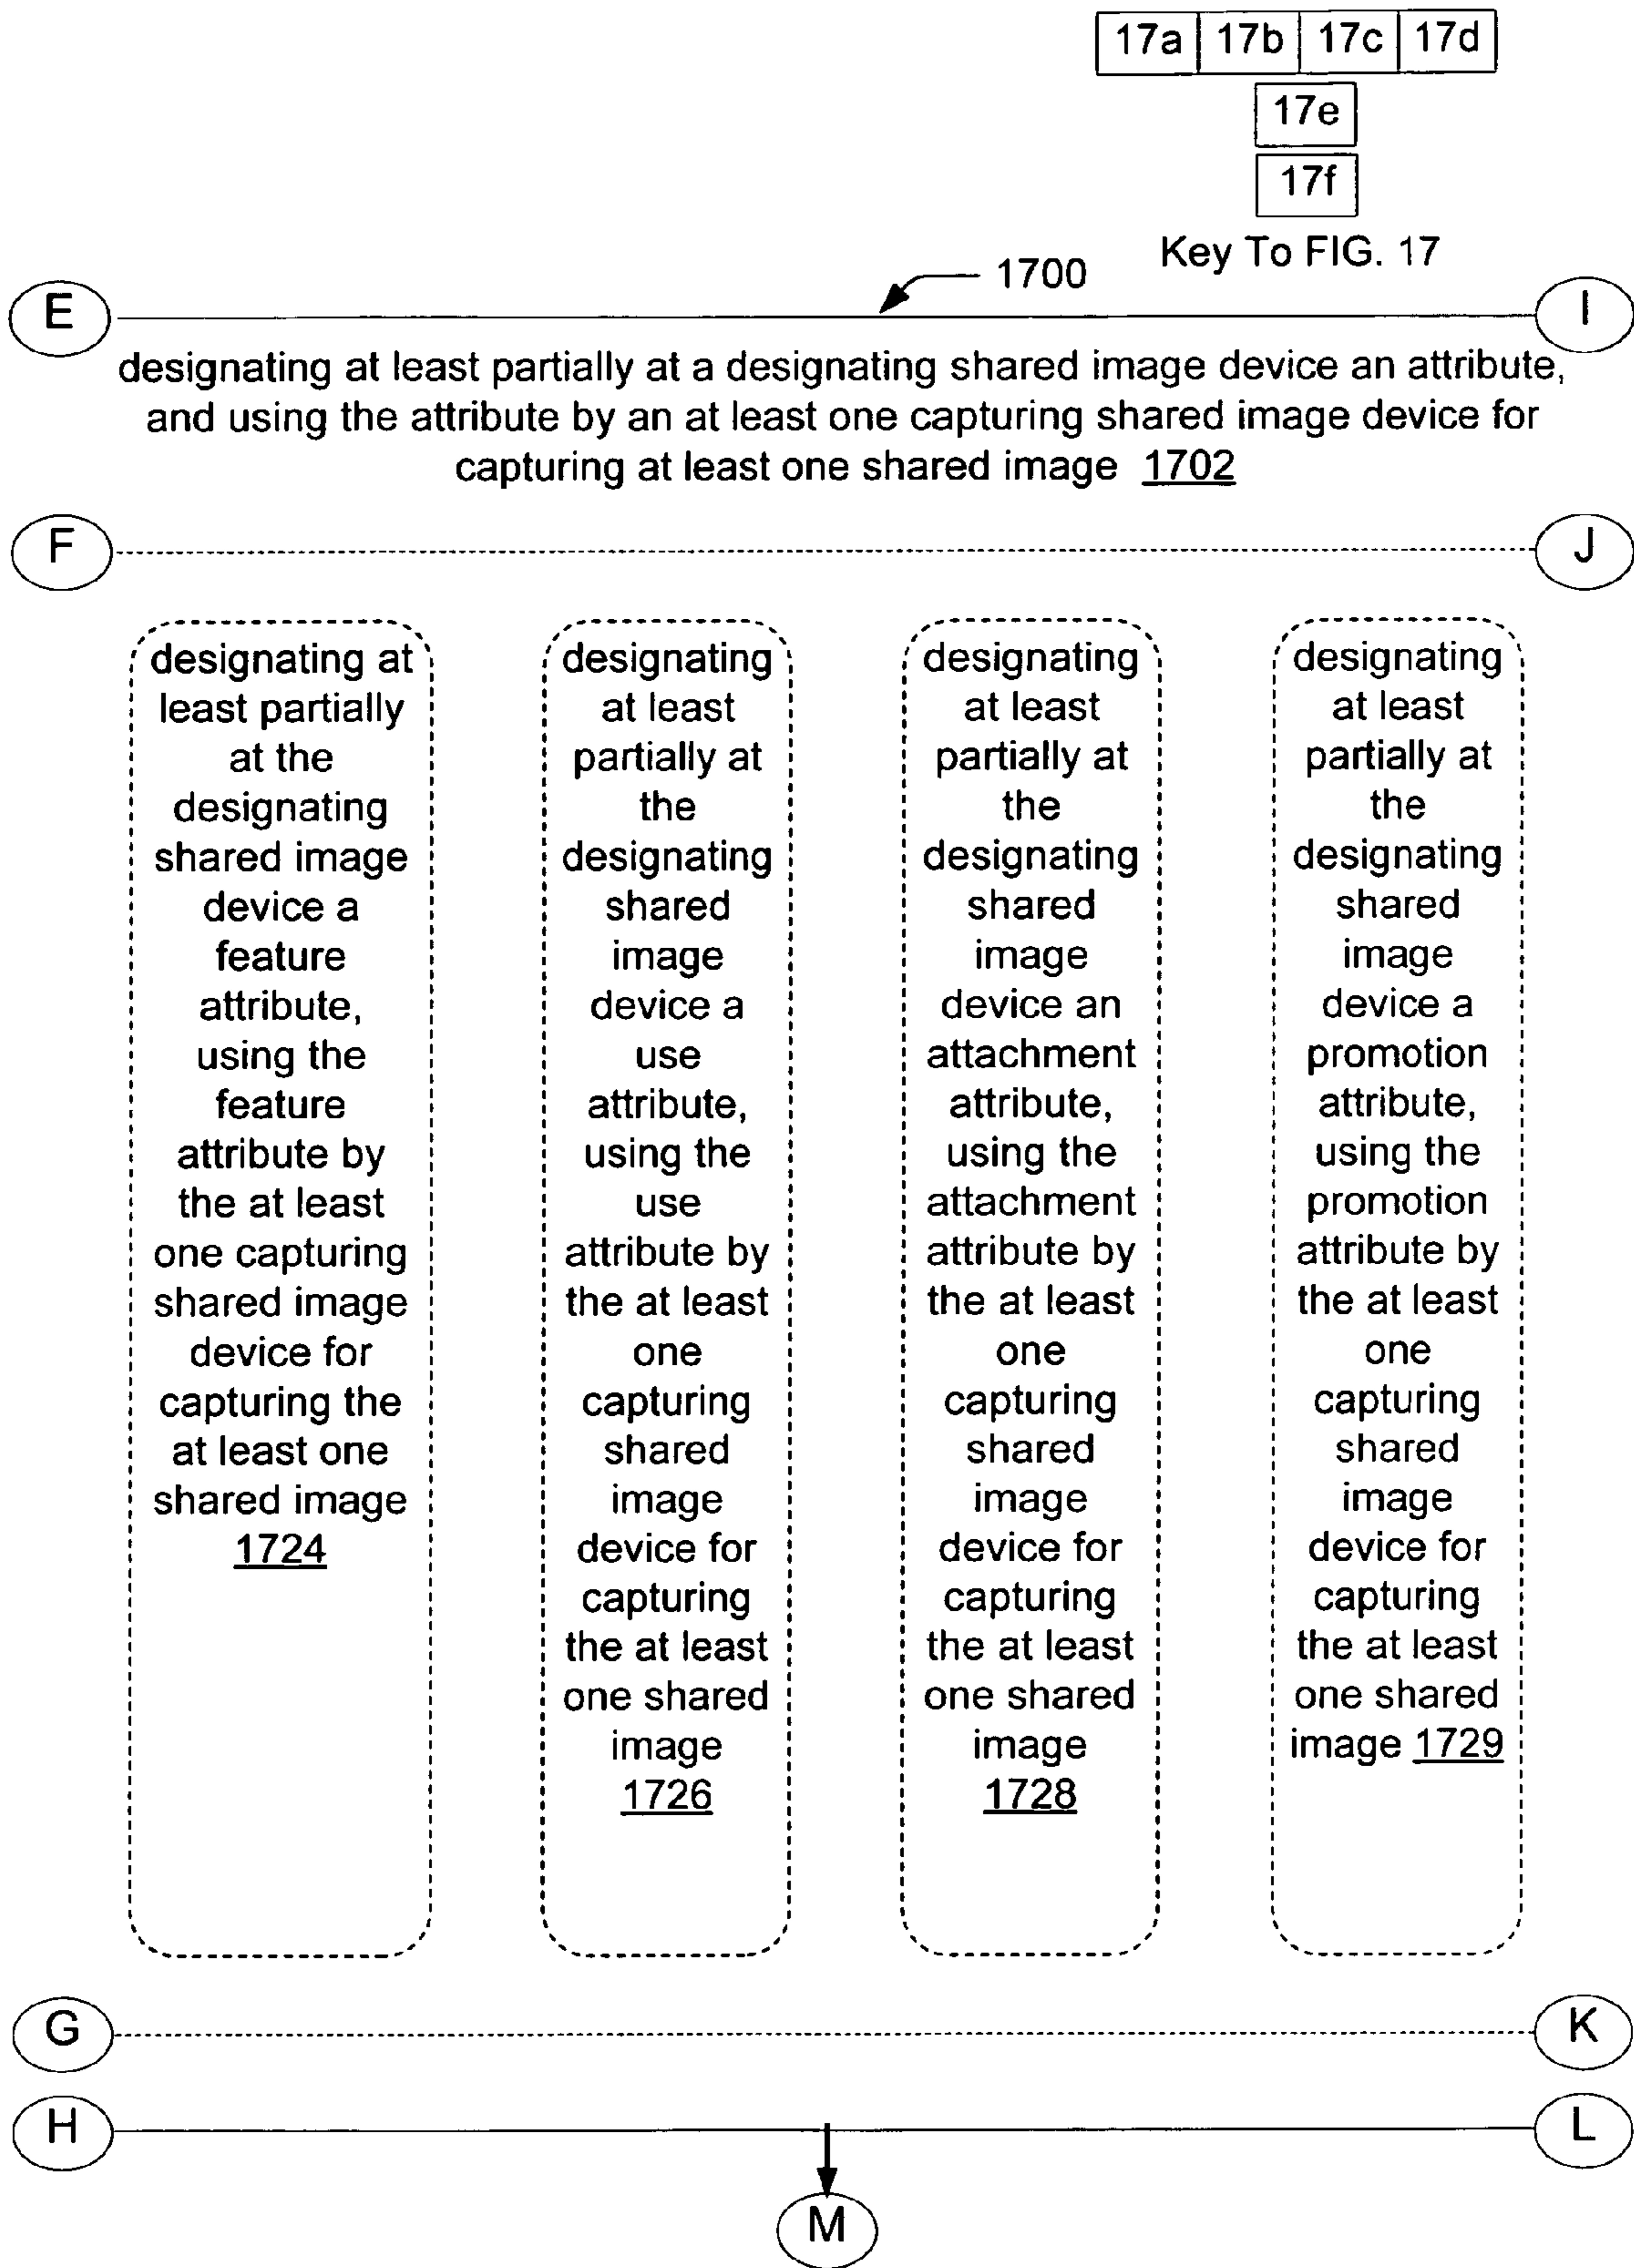 17a 17b 17c 17d
17e
17f
Key To FIG. 17
1700
E
I
designating at least partially at a designating shared image device an attribute,
and using the attribute by an at least one capturing shared image device for
capturing at least one shared image 1702
F
J
designating at
least partially
at the
designating
shared image
device a
feature
attribute,
using the
feature
attribute by
the at least
one capturing
shared image
device for
capturing the
at least one
shared image
1724
designating
at least
partially at
the
designating
shared
image
device a
use
attribute,
using the
use
attribute by
the at least
one
capturing
shared
image
device for
capturing
the at least
one shared
image
1726
designating
at least
partially at
the
designating
shared
image
device an
attachment
attribute,
using the
attachment
attribute by
the at least
one
capturing
shared
image
device for
capturing
the at least
one shared
image
1728
designating
at least
partially at
the
designating
shared
image
device a
promotion
attribute,
using the
promotion
attribute by
the at least
one
capturing
shared
image
device for
capturing
the at least
one shared
image 1729
G
K
H
L
M